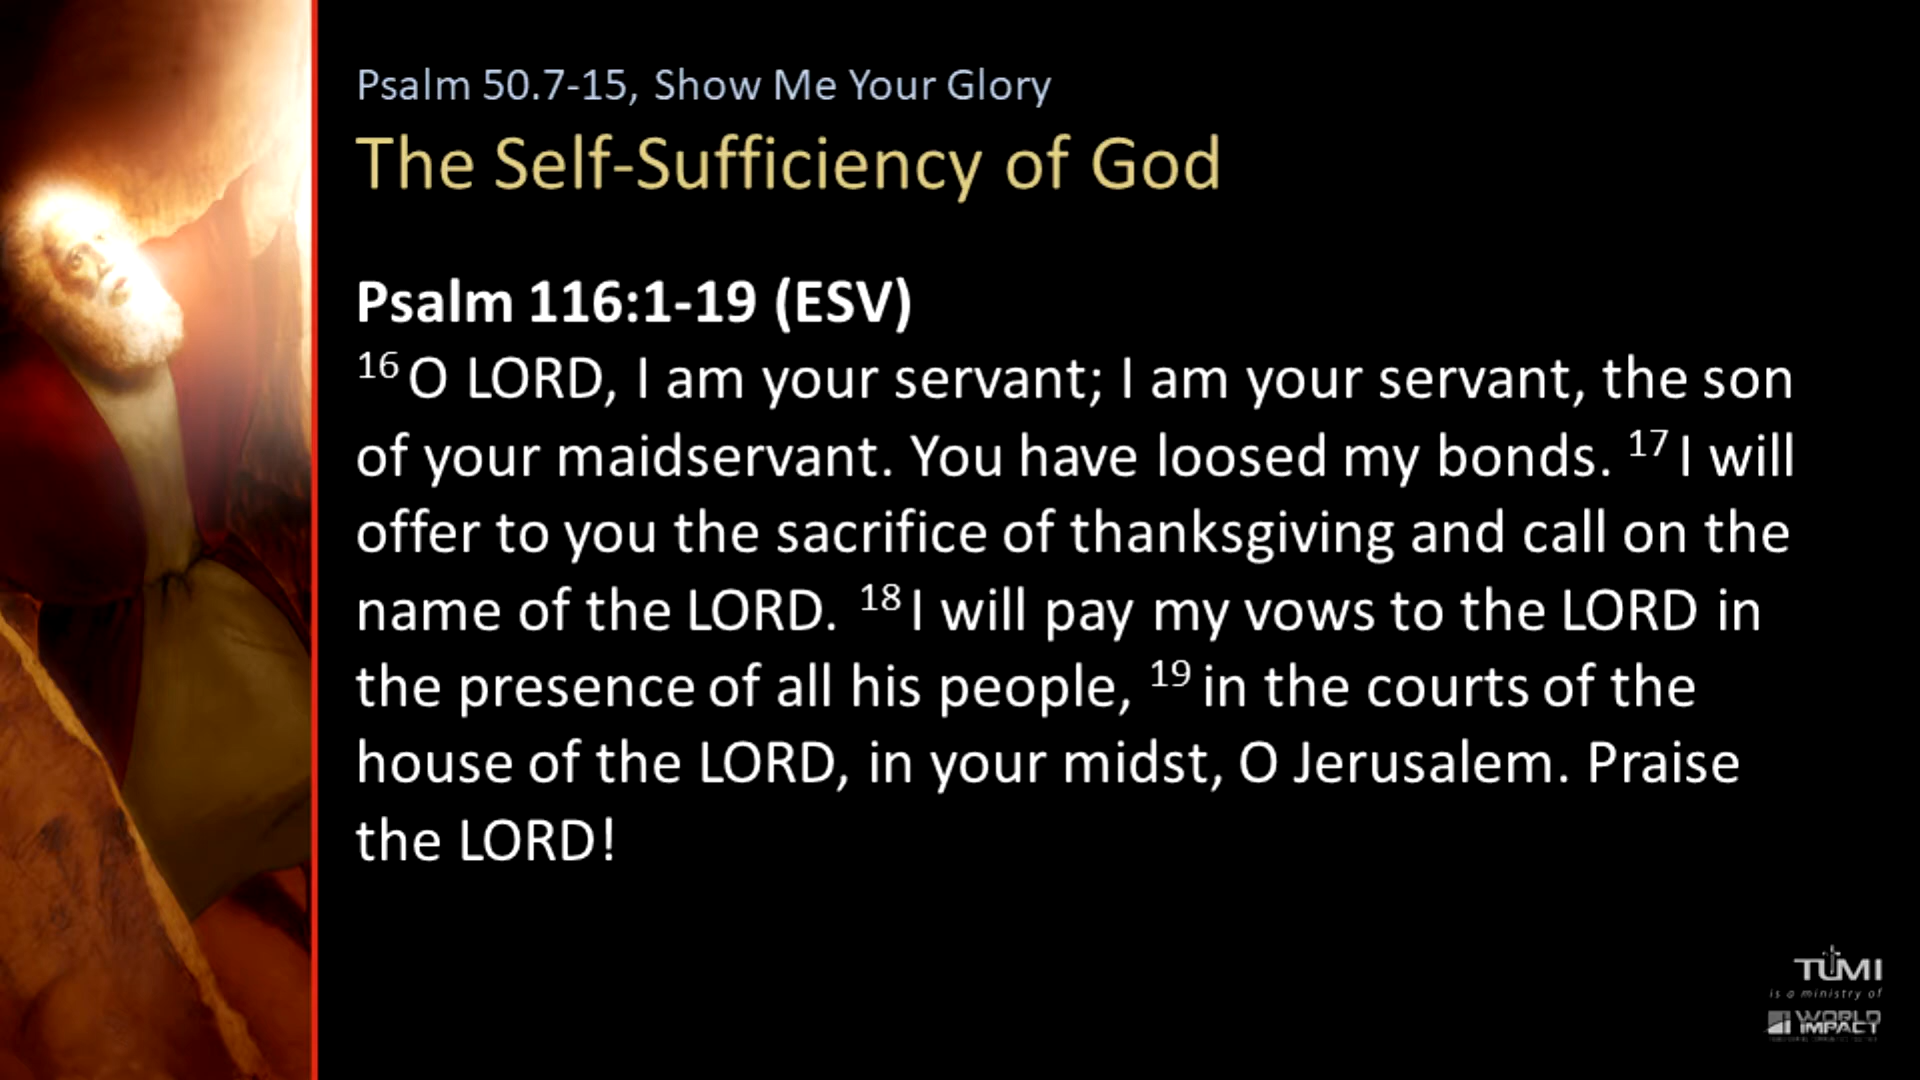 Psalm 50.7-15, Show Me Your Glory
The Self-Sufficiency of God
Psalm 116:1-19 (ESV)
16 O LORD, I am your servant; I am your servant, the son
of your maidservant. You have loosed my bonds. 17 I will
offer to you the sacrifice of thanksgiving and call on the
name of the LORD. 18 I will pay my vows to the LORD in
the presence of all his people, 19 in the courts of the
house of the LORD, in your midst, O Jerusalem. Praise
the LORD!
TUMI
is a ministry of
WORLD
IMPACT